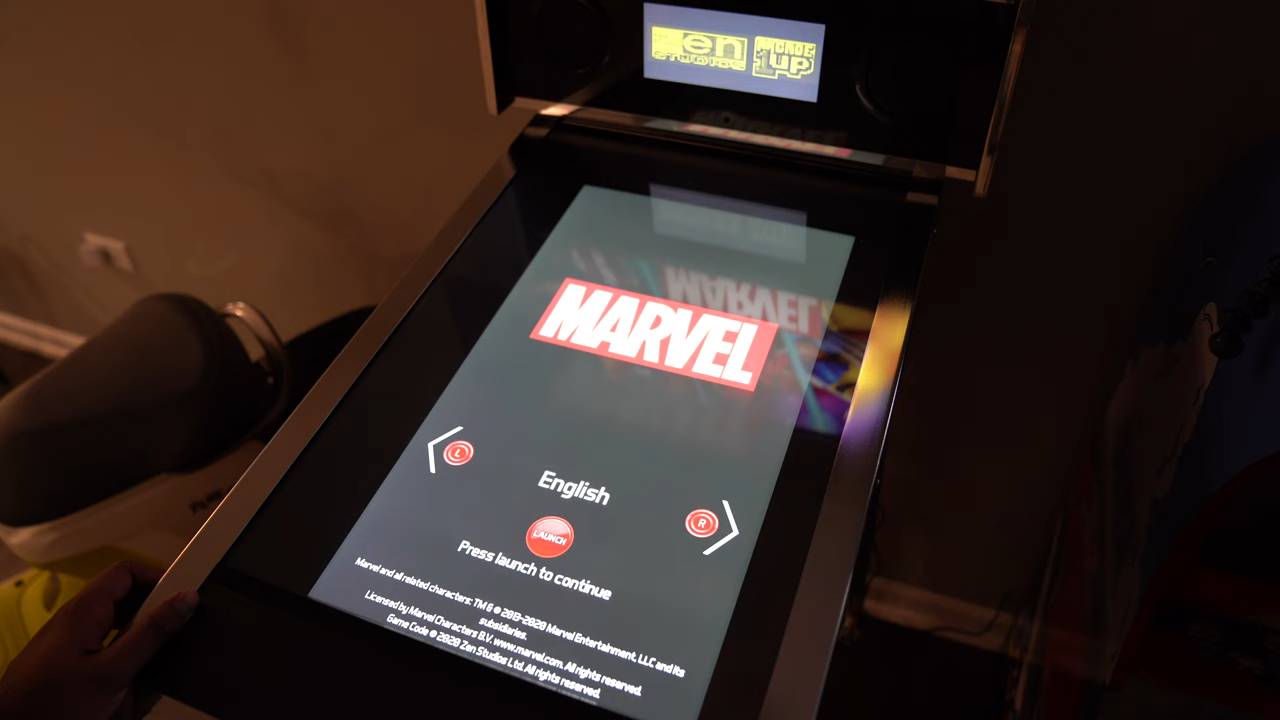 Zen
STUDIOS
ARCADE
1UP
MARVEL
L
English
R
LAUNCH
Press launch to continue
Marvel and all related characters: TM & © 2013-2020 Marvel Entertainment, LLC and its
subsidiaries.
Licensed by Marvel Characters B.V. www.marvel.com. All rights reserved.
Game Code © 2020 Zen Studios Ltd. All rights reserved.